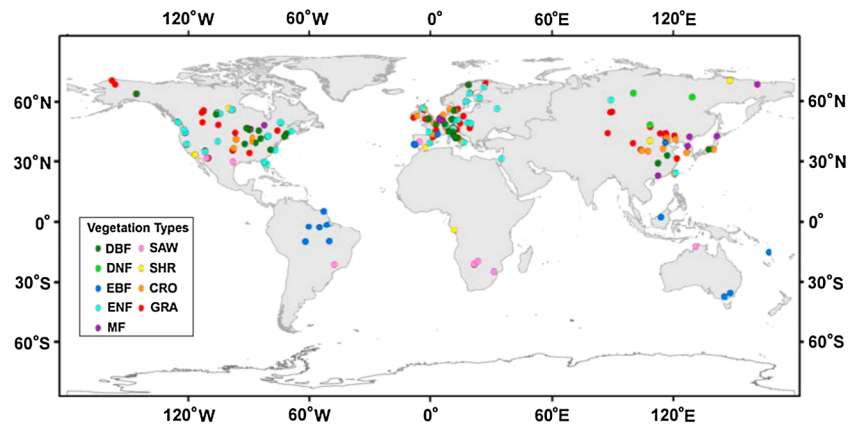 120°W 60°W 0° 60°E 120°E
60°N 60°N
30°N 30°N
0° 0°
30°S 30°S
60°S 60°S
Vegetation Types
DBF SAW
DNF SHR
EBF CRO
ENF GRA
MF
120°W 60°W 0° 60°E 120°E